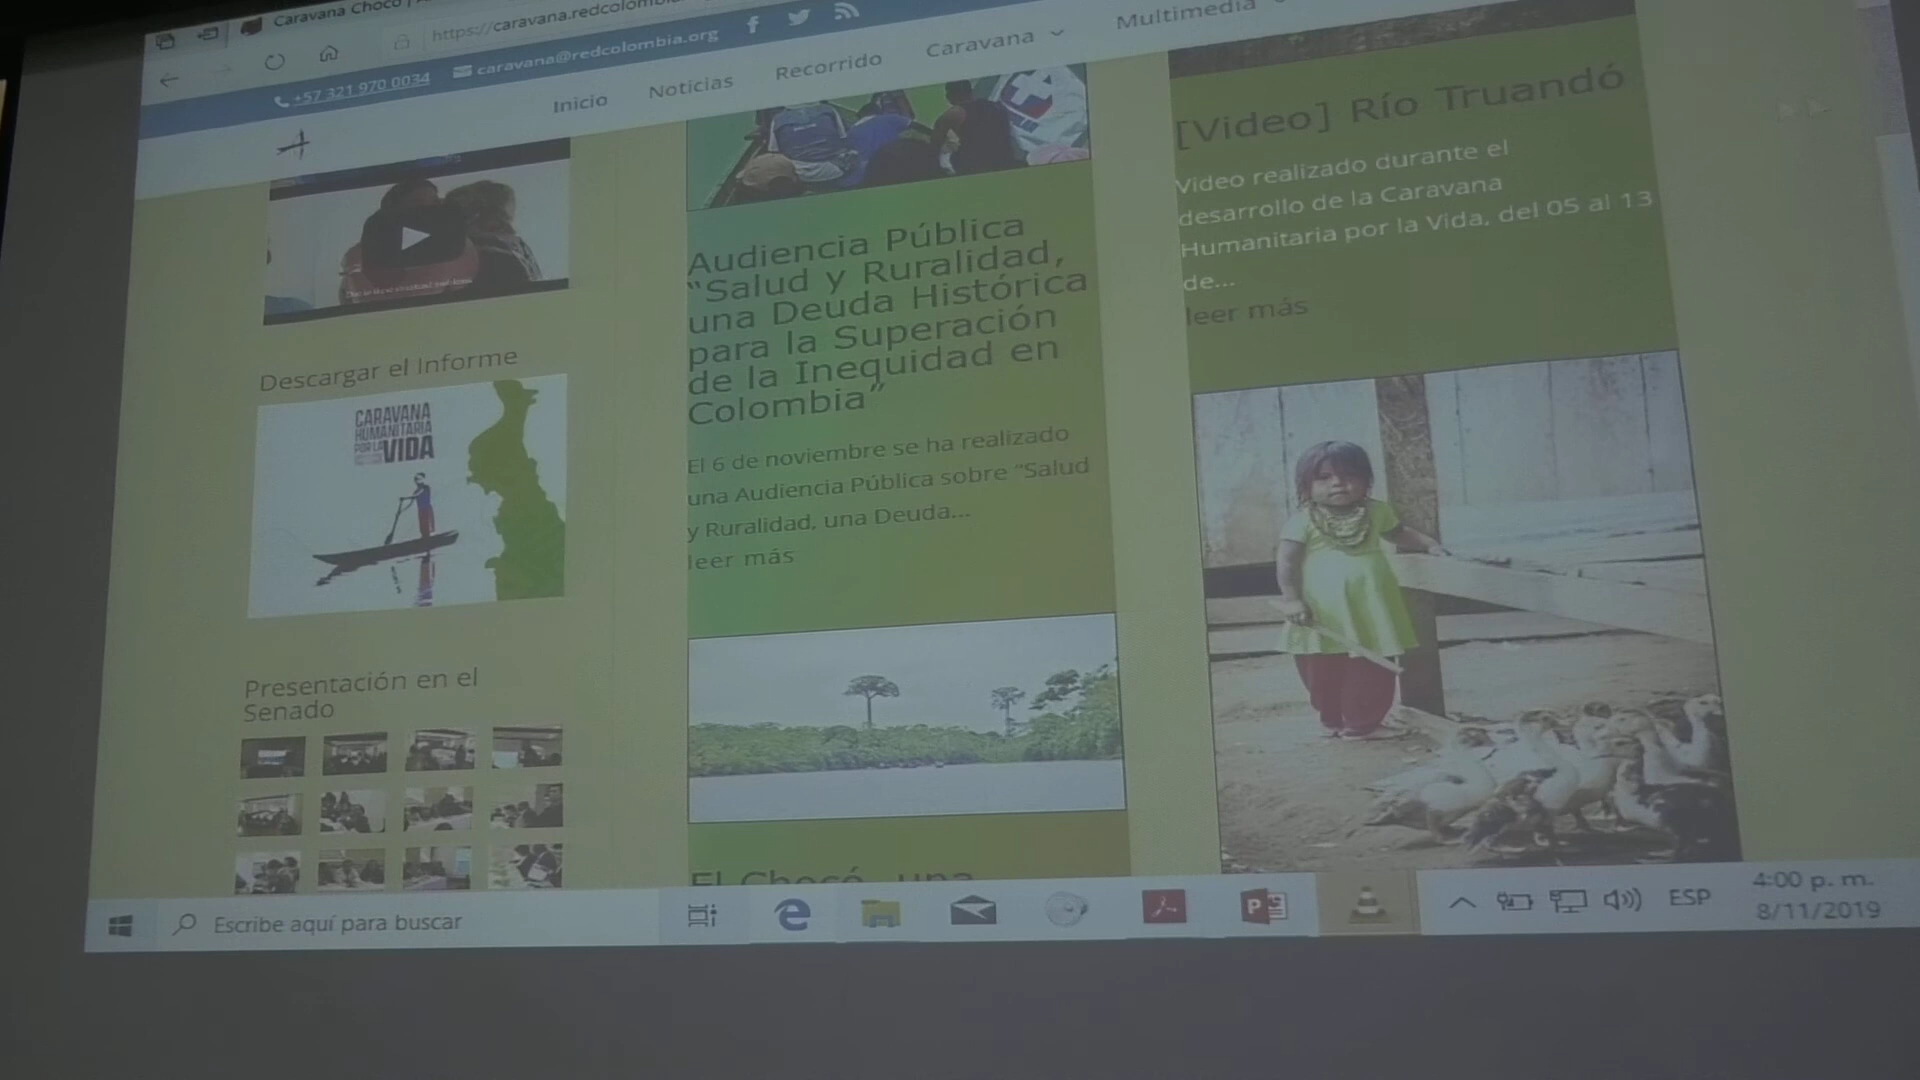 Caravana Chocó
https://caravana.redcolombia
+57 321 970 0034
caravana@redcolombia.org
Inicio
Noticias
Recorrido
Caravana
Multimedia
Descargar el Informe
CARAVANA
HUMANITARIA
POR LA VIDA
Presentación en el
Senado
Audiencia Pública
"Salud y Ruralidad,
una Deuda Histórica
para la Superación
de la Inequidad en
Colombia"
El 6 de noviembre se ha realizado
una Audiencia Pública sobre "Salud
y Ruralidad, una Deuda...
leer más
El Chocó, una
[Video] Río Truandó
Video realizado durante el
desarrollo de la Caravana
Humanitaria por la Vida, del 05 al 13
de...
leer más
Escribe aquí para buscar
ESP
4:00 p. m.
8/11/2019